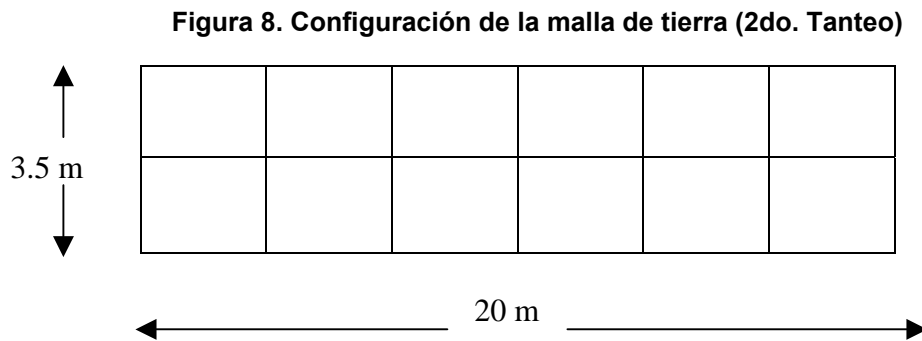 Figura 8. Configuración de la malla de tierra (2do. Tanteo)
3.5 m
20 m